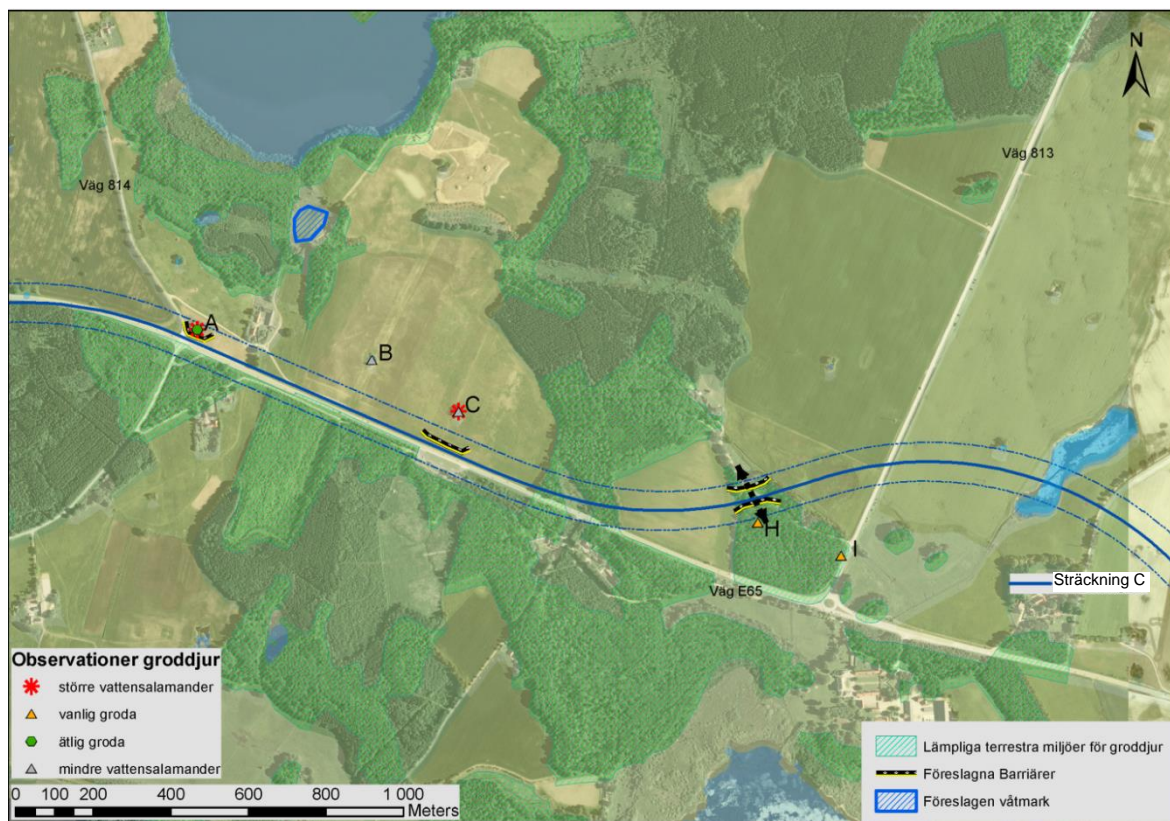 N
Väg 814
Väg 813
A
B
C
H
I
Väg E65
Sträckning C
Observationer groddjur
större vattensalamander
vanlig groda
ätlig groda
mindre vattensalamander
0 100 200 400 600 800 1 000
Meters
Lämpliga terrestra miljöer för groddjur
Föreslagna Barriärer
Föreslagen våtmark